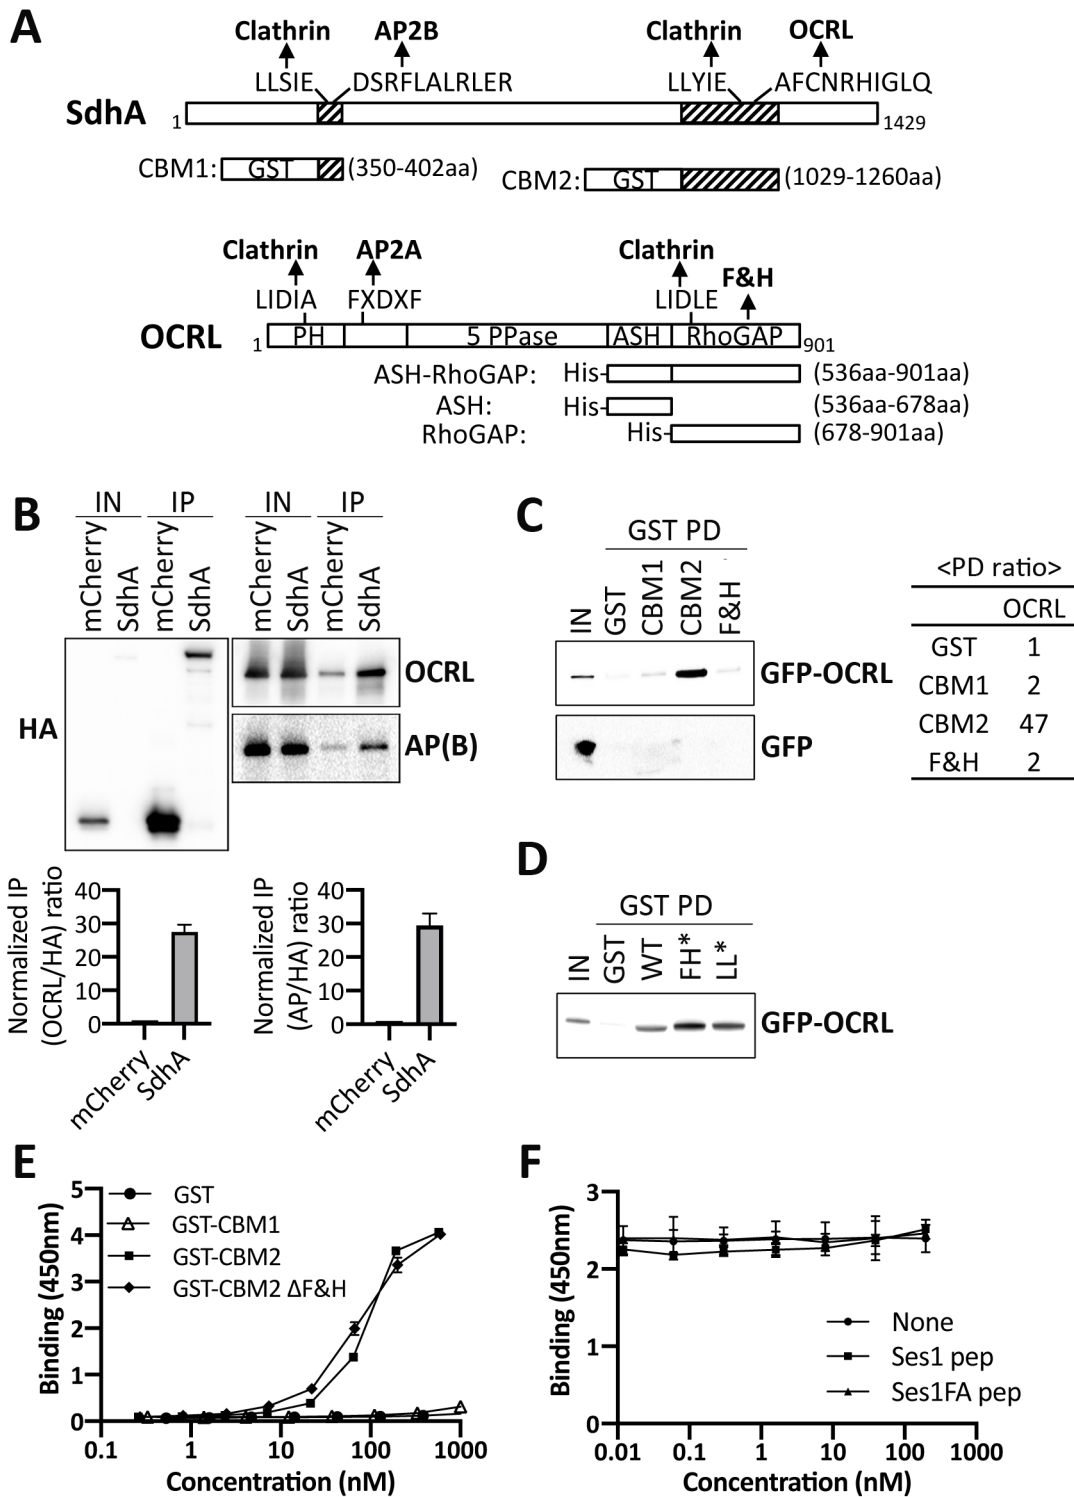 A
Clathrin AP2B Clathrin OCRL
LLSIE DSRFLALRLER LLYIE AFCNRHIGLQ
SdhA 1 1429
CBM1: GST (350-402aa)
CBM2: GST (1029-1260aa)
Clathrin AP2A Clathrin F&H
LIDIA FXDXF LIDLE
OCRL 1 PH 5 PPase ASH RhoGAP 901
ASH-RhoGAP: His- (536aa-901aa)
ASH: His- (536aa-678aa)
RhoGAP: His- (678-901aa)
B
IN IP IN IP
mCherry SdhA mCherry SdhA mCherry SdhA mCherry SdhA
HA
OCRL
AP(B)
Normalized IP
(OCRL/HA) ratio
40
30
20
10
0
mCherry SdhA
Normalized IP
(AP/HA) ratio
40
30
20
10
0
mCherry SdhA
C
GST PD
IN GST CBM1 CBM2 F&H
GFP-OCRL
GFP
<PD ratio>
OCRL
GST 1
CBM1 2
CBM2 47
F&H 2
D
GST PD
IN GST WT FH* LL*
GFP-OCRL
E
Binding (450nm)
5
4
3
2
1
0
GST
GST-CBM1
GST-CBM2
GST-CBM2 ΔF&H
0.1 1 10 100 1000
Concentration (nM)
F
Binding (450nm)
3
2
1
0
None
Ses1 pep
Ses1FA pep
0.01 0.1 1 10 100 1000
Concentration (nM)